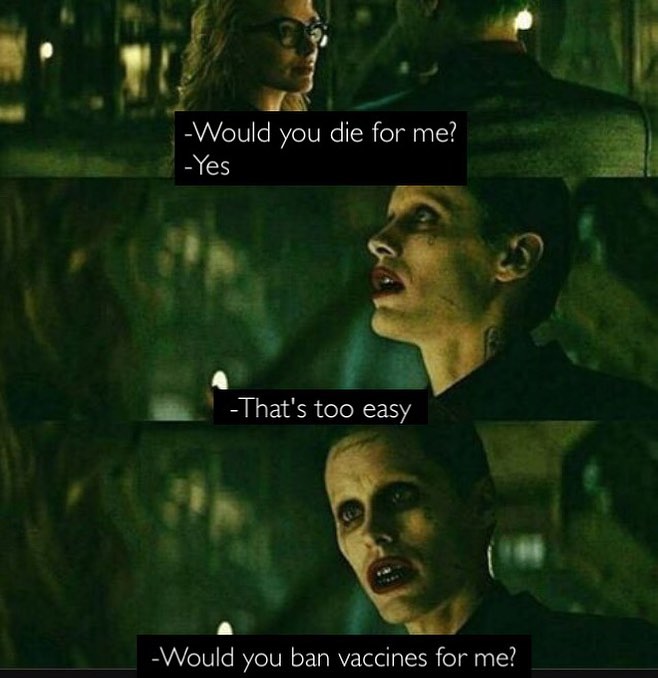 -Would you die for me?
-Yes
-That's too easy
-Would you ban vaccines for me?